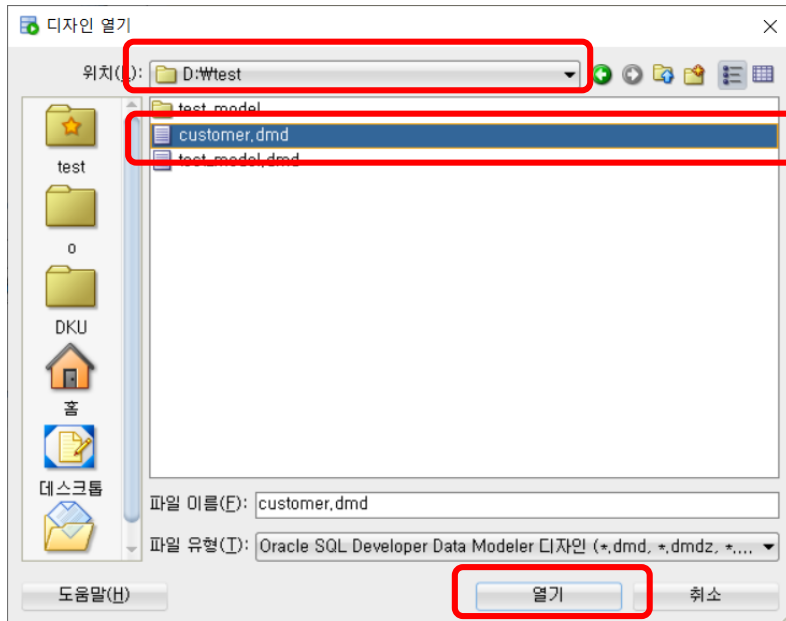 디자인 열기
위치(L): D:₩test
test_model
customer.dmd
test_model.dmd
test
o
DKU
홈
데스크톱
파일 이름(F): customer.dmd
파일 유형(T): Oracle SQL Developer Data Modeler 디자인 (*.dmd, *.dmdz, *....
도움말(H) 열기 취소